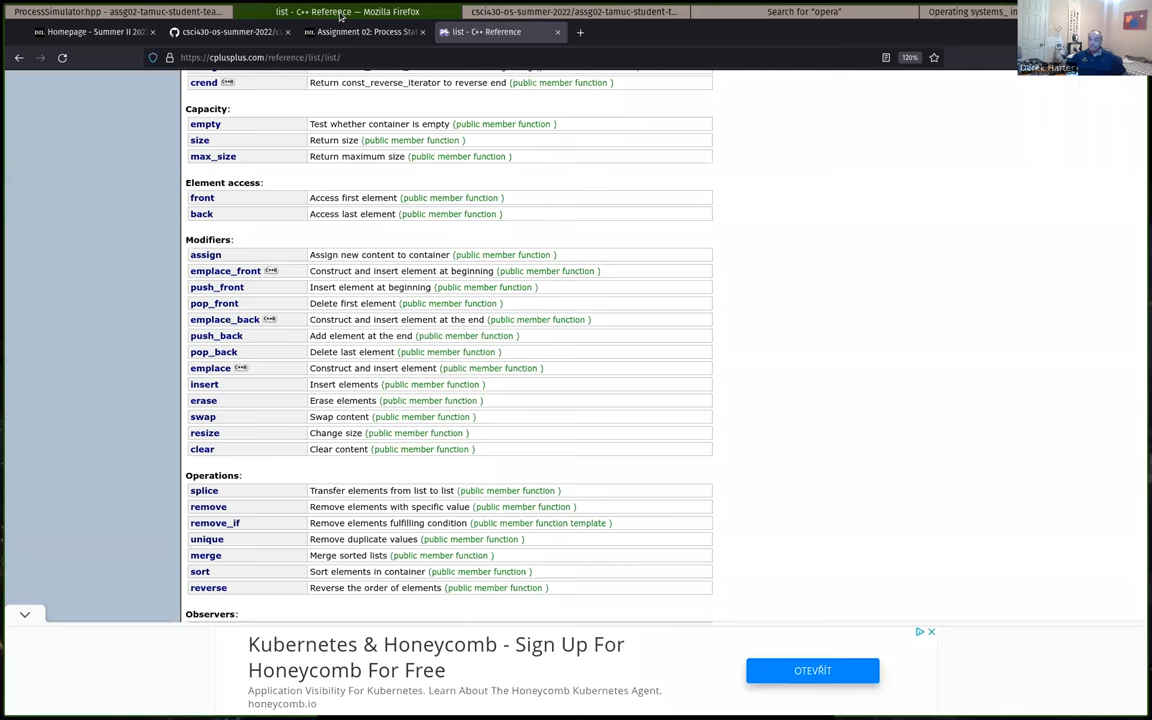 ProcessSimulator.hpp - assg02-tamuc-student-tea...
list - C++ Reference — Mozilla Firefox
csci430-os-summer-2022/assg02-tamuc-student-t...
Search for "opera"
Operating systems_ in
Homepage - Summer II 202
csci430-os-summer-2022/
Assignment 02: Process Sta
list - C++ Reference
https://cplusplus.com/reference/list/list/
120%
Derek Harter
crend C++11 Return const_reverse_iterator to reverse end (public member function )
Capacity:
empty Test whether container is empty (public member function )
size Return size (public member function )
max_size Return maximum size (public member function )
Element access:
front Access first element (public member function )
back Access last element (public member function )
Modifiers:
assign Assign new content to container (public member function )
emplace_front C++11 Construct and insert element at beginning (public member function )
push_front Insert element at beginning (public member function )
pop_front Delete first element (public member function )
emplace_back C++11 Construct and insert element at the end (public member function )
push_back Add element at the end (public member function )
pop_back Delete last element (public member function )
emplace C++11 Construct and insert element (public member function )
insert Insert elements (public member function )
erase Erase elements (public member function )
swap Swap content (public member function )
resize Change size (public member function )
clear Clear content (public member function )
Operations:
splice Transfer elements from list to list (public member function )
remove Remove elements with specific value (public member function )
remove_if Remove elements fulfilling condition (public member function template )
unique Remove duplicate values (public member function )
merge Merge sorted lists (public member function )
sort Sort elements in container (public member function )
reverse Reverse the order of elements (public member function )
Observers:
Kubernetes & Honeycomb - Sign Up For
Honeycomb For Free
Application Visibility For Kubernetes. Learn About The Honeycomb Kubernetes Agent.
honeycomb.io
OTEVŘÍT